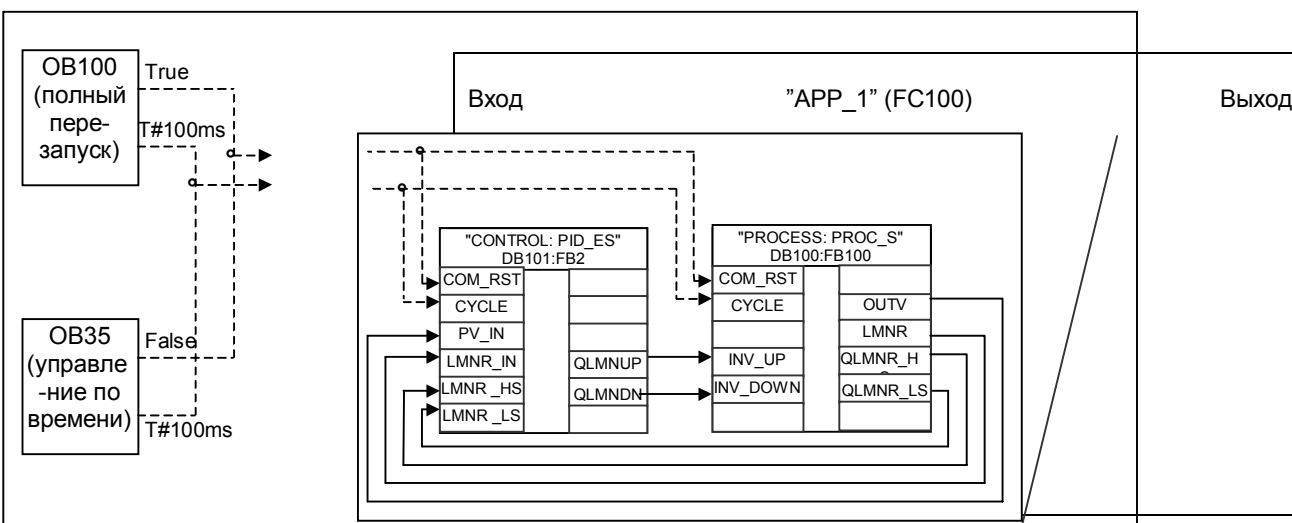 OB100
(полный
пере-
запуск)
True
T#100ms
OB35
(управле
-ние по
времени)
False
T#100ms
Вход
”APP_1” (FC100)
Выход
"CONTROL: PID_ES"
DB101:FB2
COM_RST
CYCLE
PV_IN
LMNR_IN
LMNR _HS
LMNR _LS
QLMNUP
QLMNDN
"PROCESS: PROC_S"
DB100:FB100
COM_RST
CYCLE
INV_UP
INV_DOWN
OUTV
LMNR
QLMNR_H
QLMNR_LS